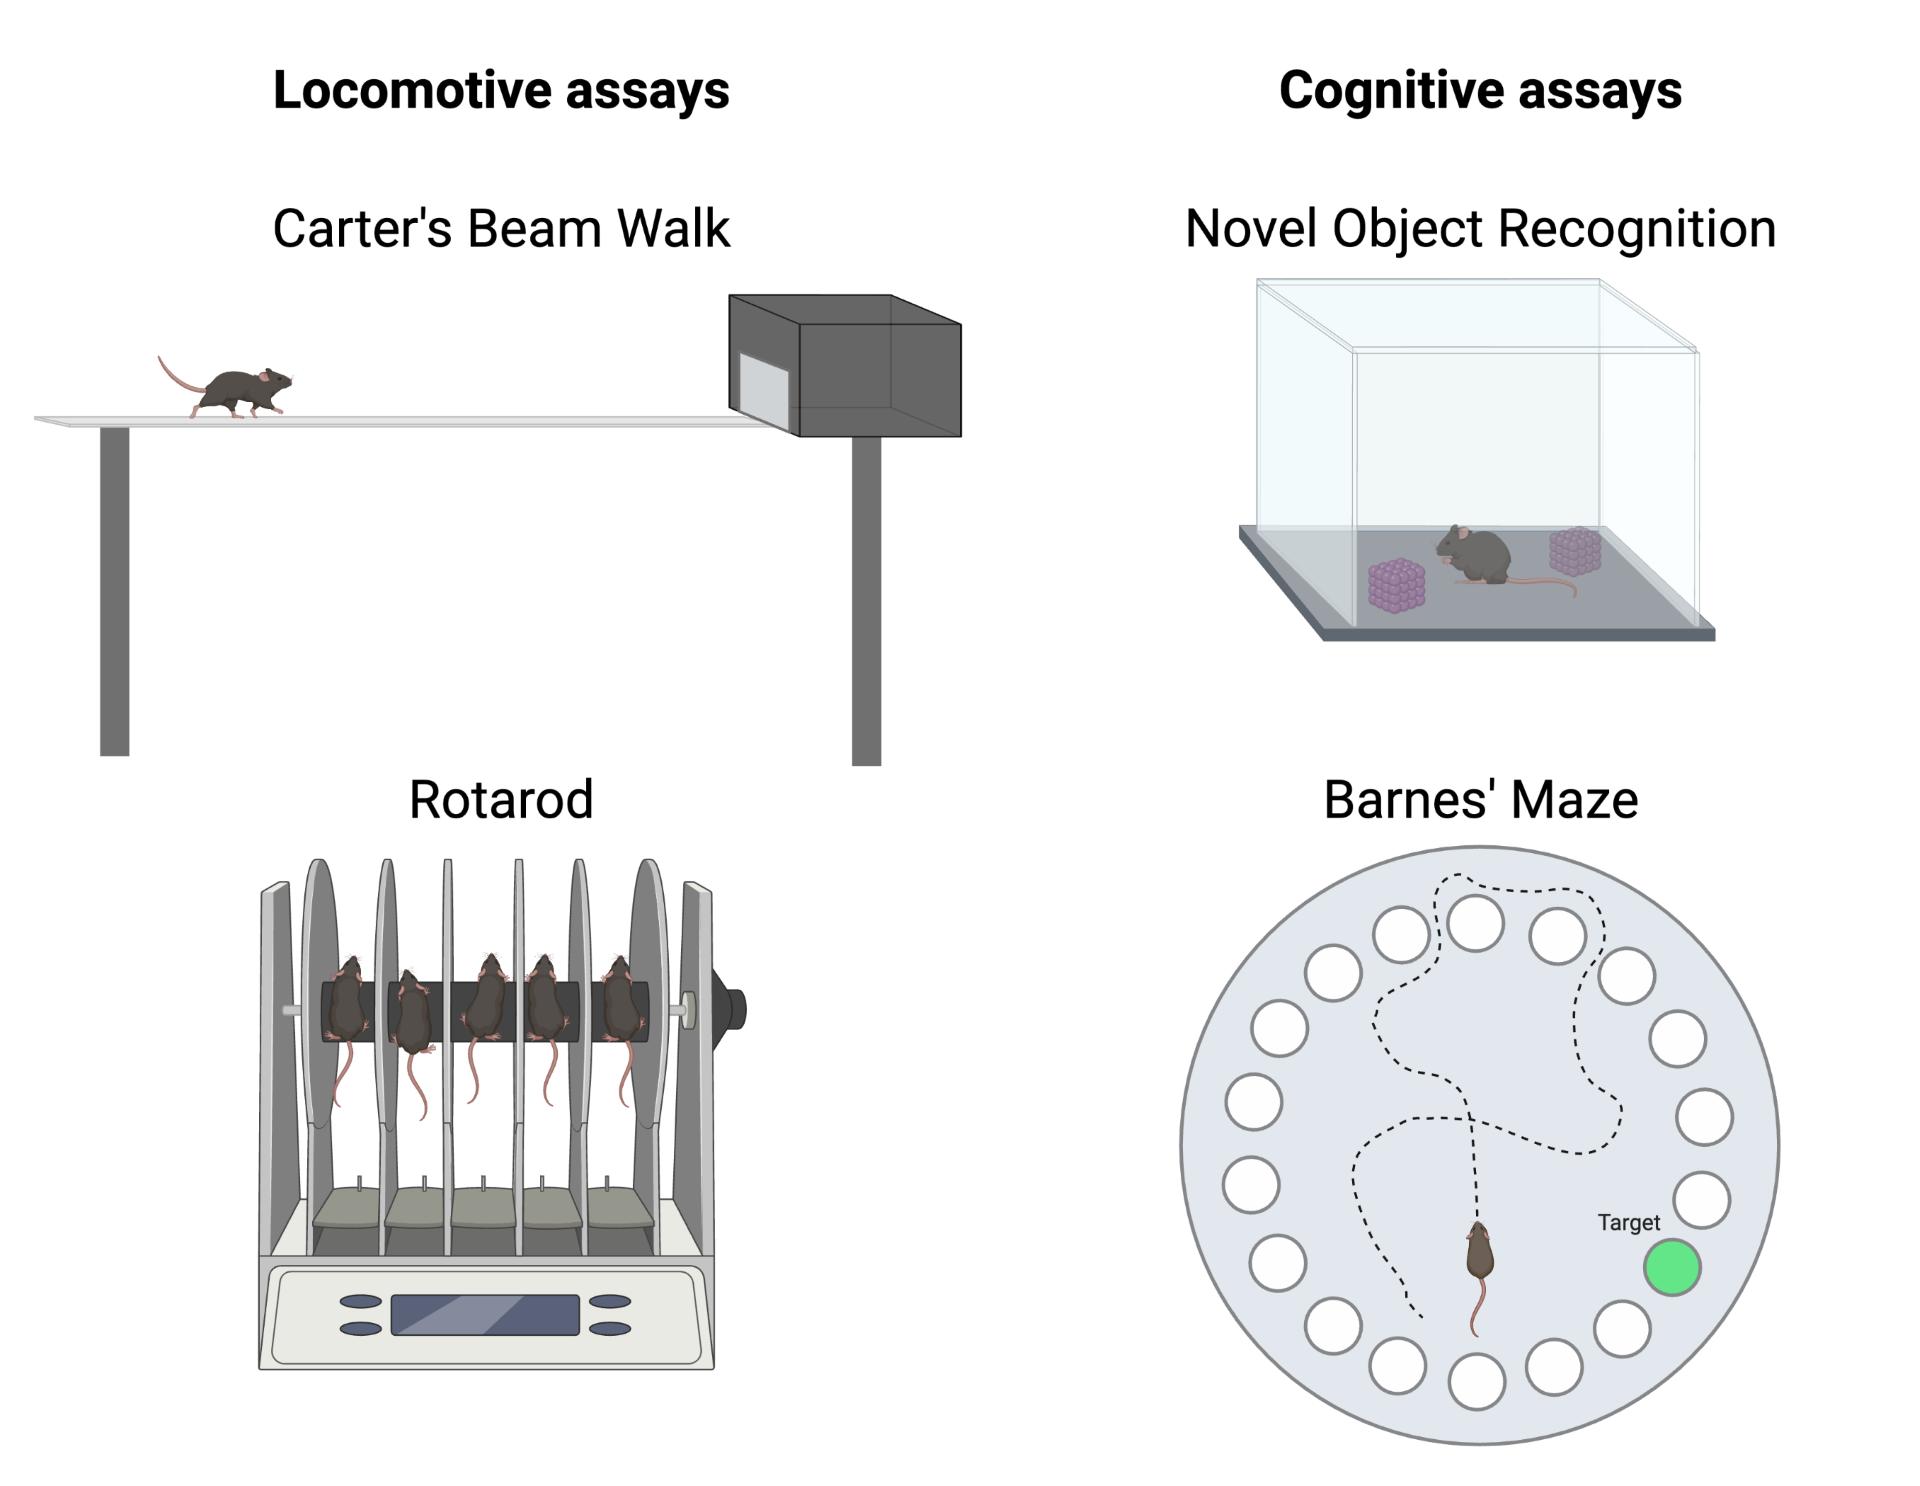 Locomotive assays
Cognitive assays
Carter's Beam Walk
Novel Object Recognition
Rotarod
Barnes' Maze
Target